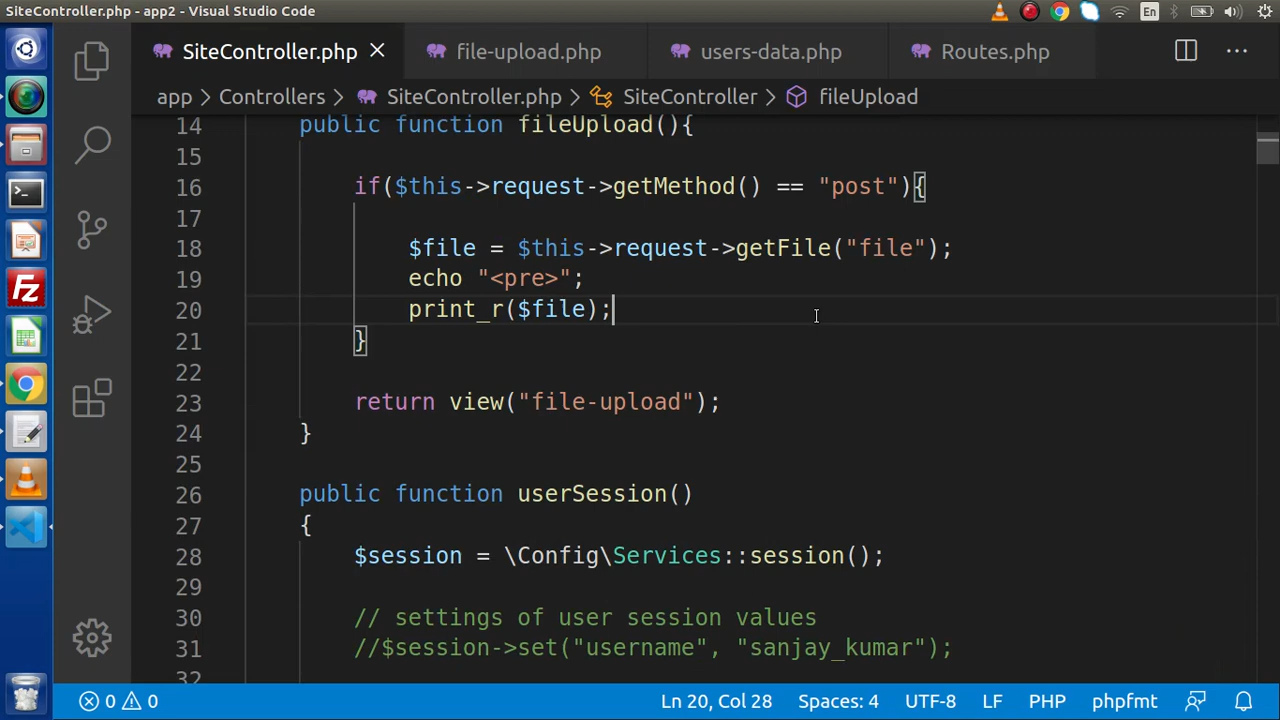 SiteController.php - app2 - Visual Studio Code
En
SiteController.php
file-upload.php
users-data.php
Routes.php
app > Controllers > SiteController.php > SiteController > fileUpload
14 public function fileUpload(){
15
16 if($this->request->getMethod() == "post"){
17
18 $file = $this->request->getFile("file");
19 echo "<pre>";
20 print_r($file);
21 }
22
23 return view("file-upload");
24 }
25
26 public function userSession()
27 {
28 $session = \Config\Services::session();
29
30 // settings of user session values
31 //$session->set("username", "sanjay_kumar");
32
0 0 Ln 20, Col 28 Spaces: 4 UTF-8 LF PHP phpfmt